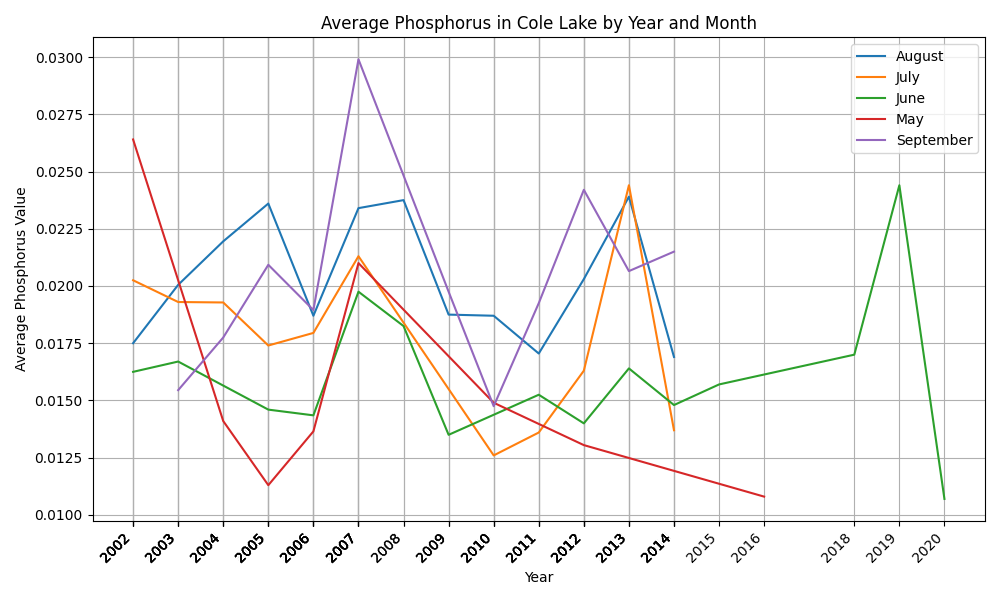 Average Phosphorus in Cole Lake by Year and Month
0.0300
0.0275
0.0250
0.0225
0.0200
0.0175
0.0150
0.0125
0.0100
Average Phosphorus Value
August
July
June
May
September
2002 2003 2004 2005 2006 2007 2008 2009 2010 2011 2012 2013 2014 2015 2016 2018 2019 2020
Year